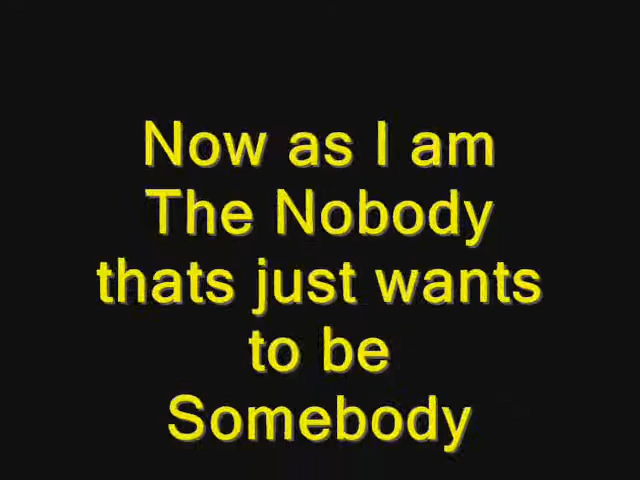 Now as I am
The Nobody
thats just wants
to be
Somebody